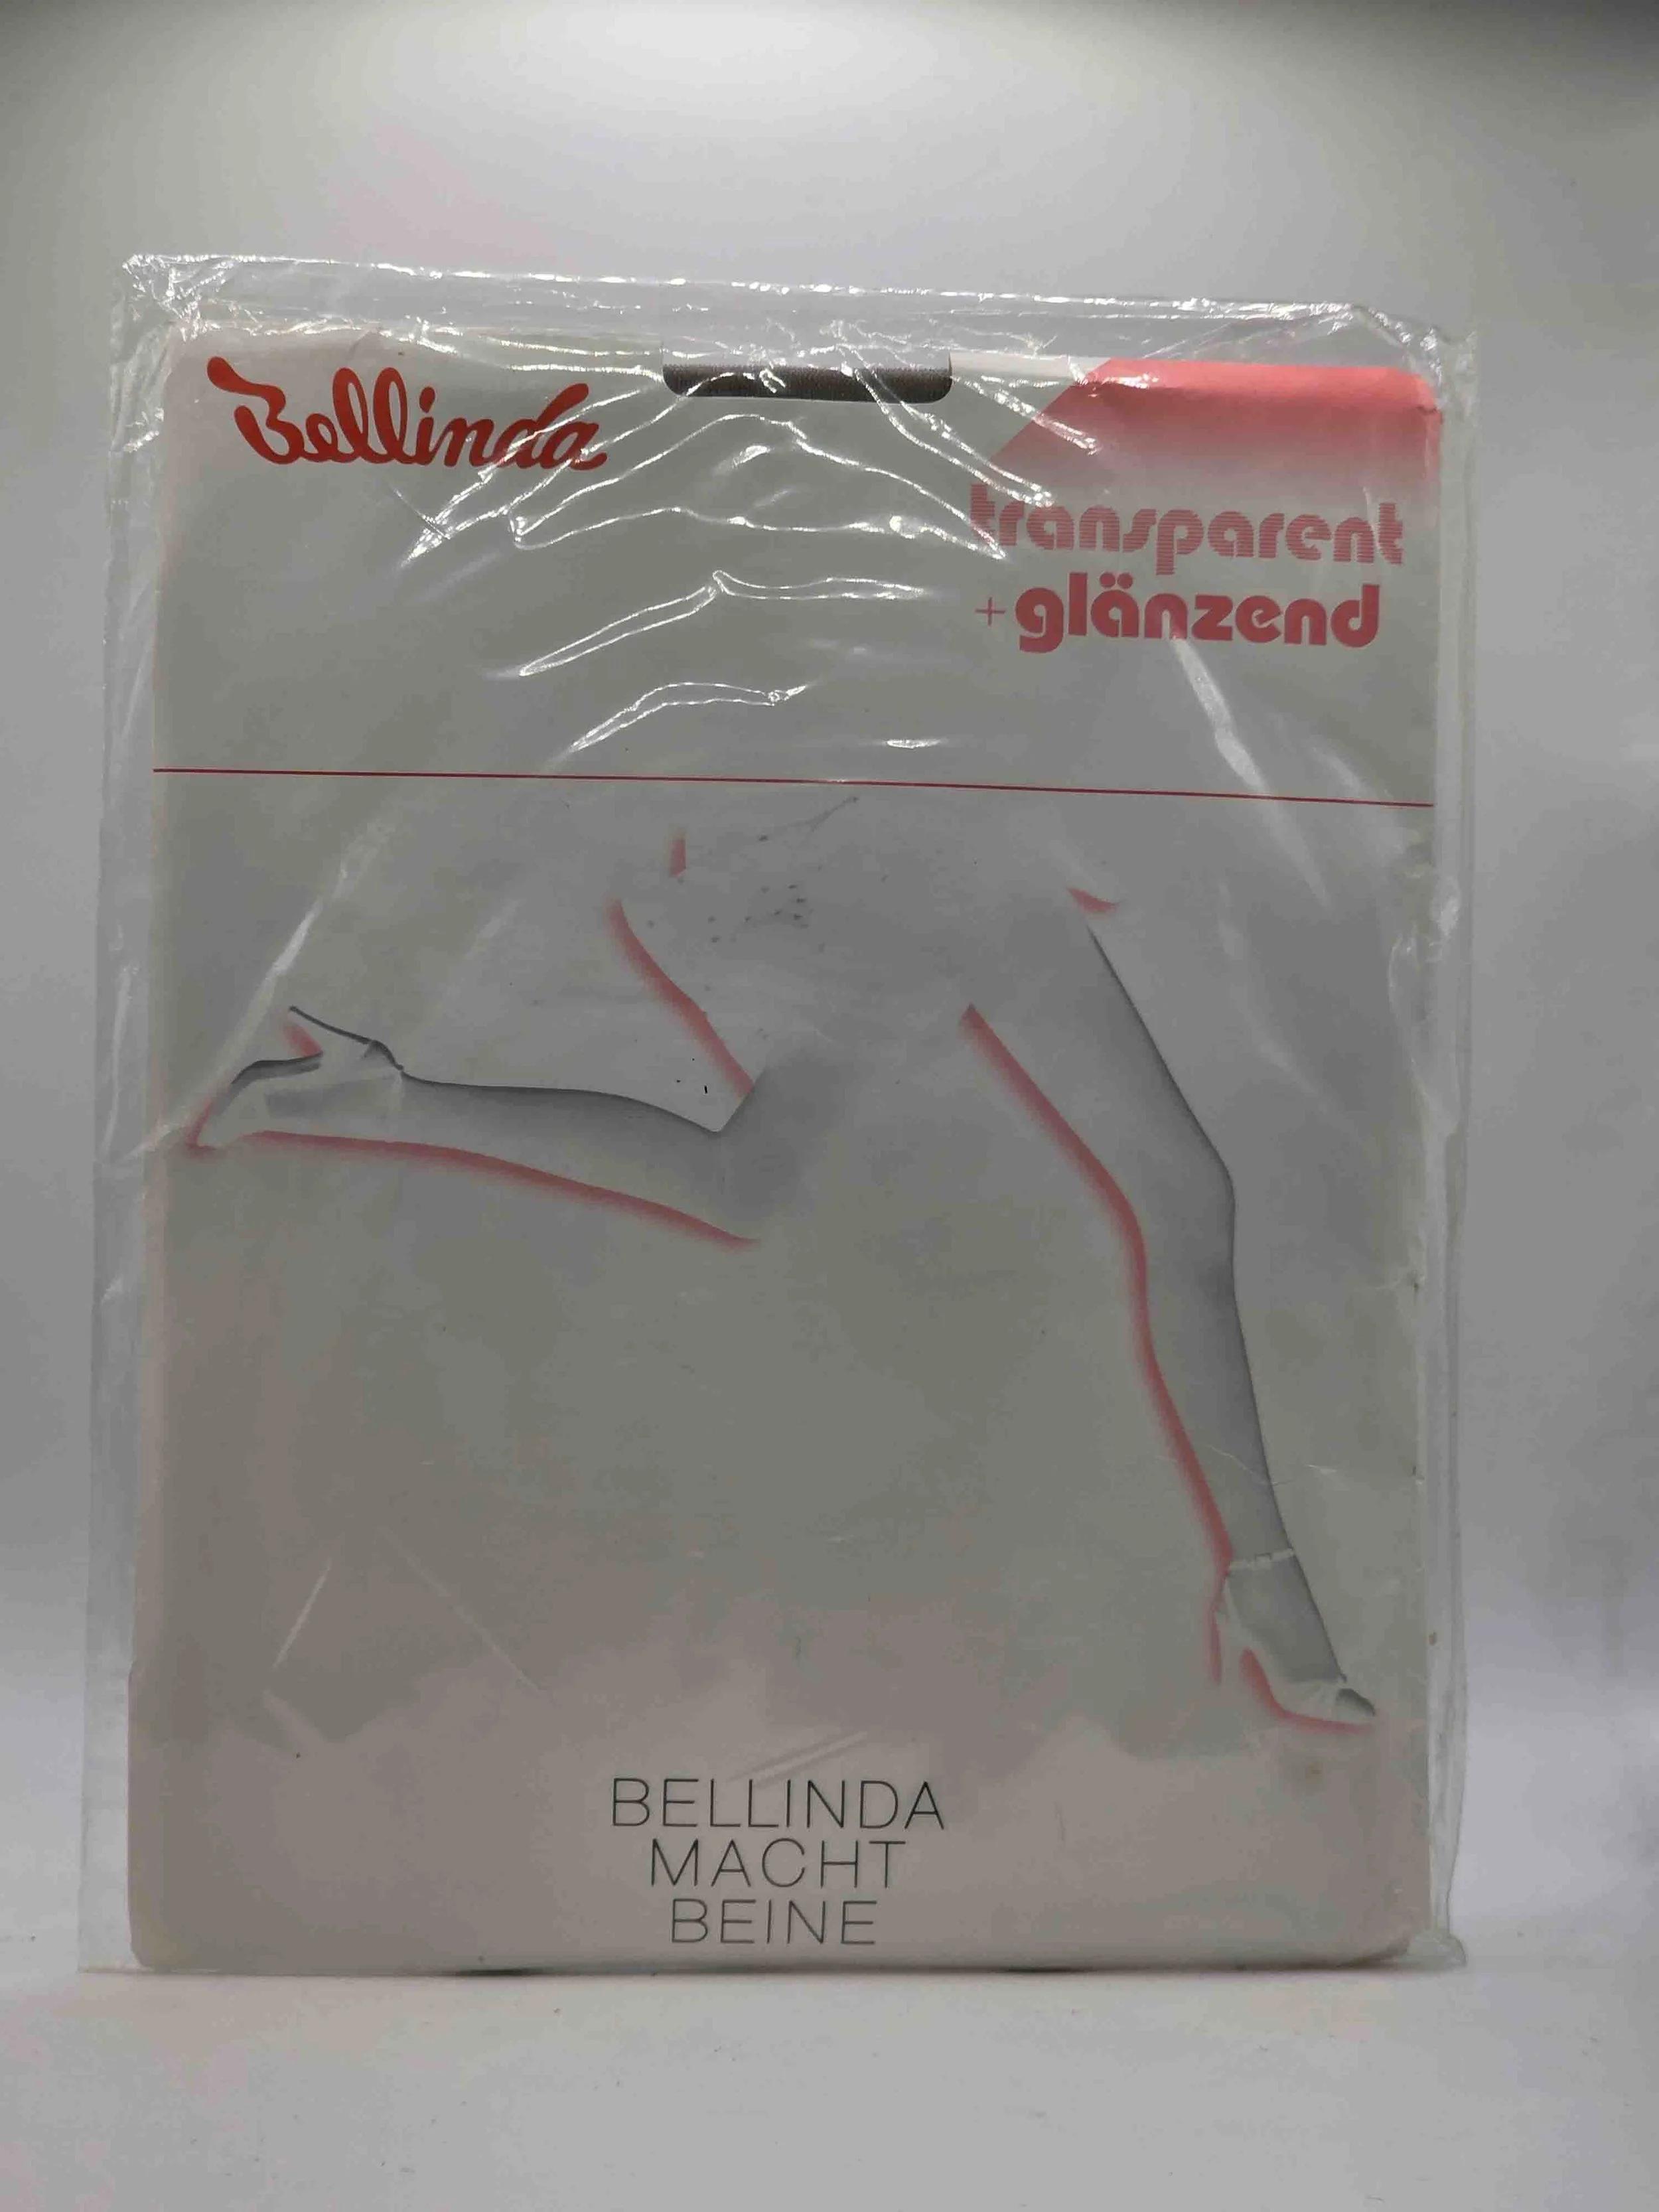 Bellinda
transparent
+glänzend
BELLINDA
MACHT
BEINE